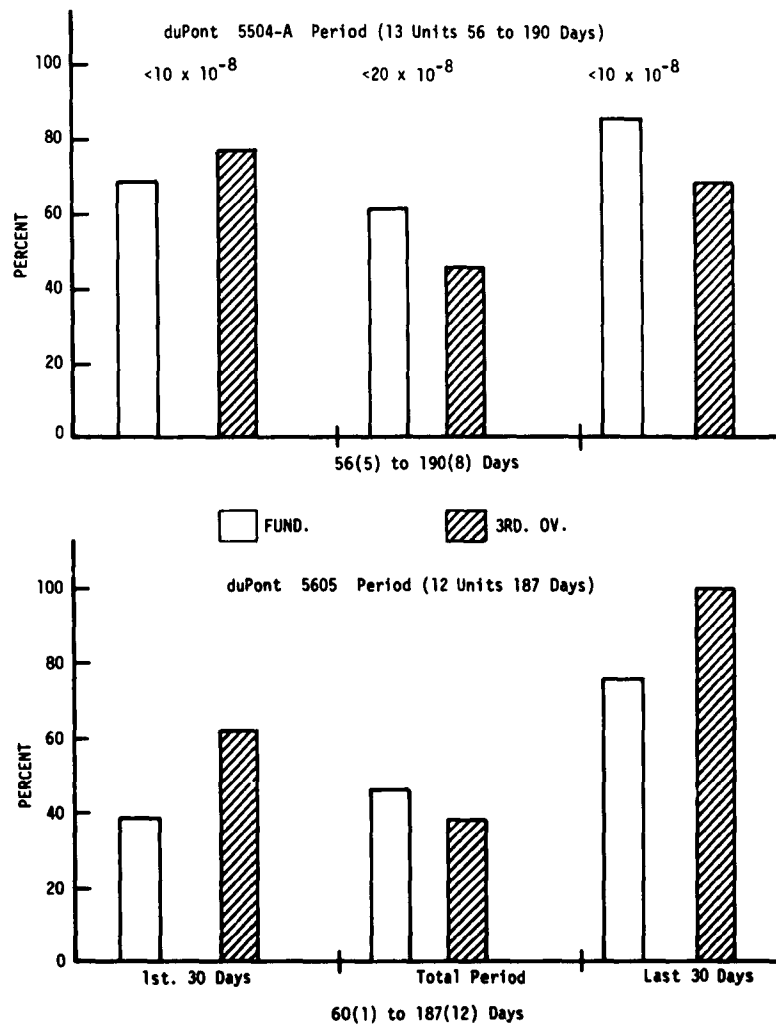 duPont 5504-A Period (13 Units 56 to 190 Days)
<10 x 10^-8 <20 x 10^-8 <10 x 10^-8
100
80
60
40
20
0
PERCENT
56(5) to 190(8) Days
FUND. 3RD. OV.
duPont 5605 Period (12 Units 187 Days)
100
80
60
40
20
0
PERCENT
1st. 30 Days Total Period Last 30 Days
60(1) to 187(12) Days